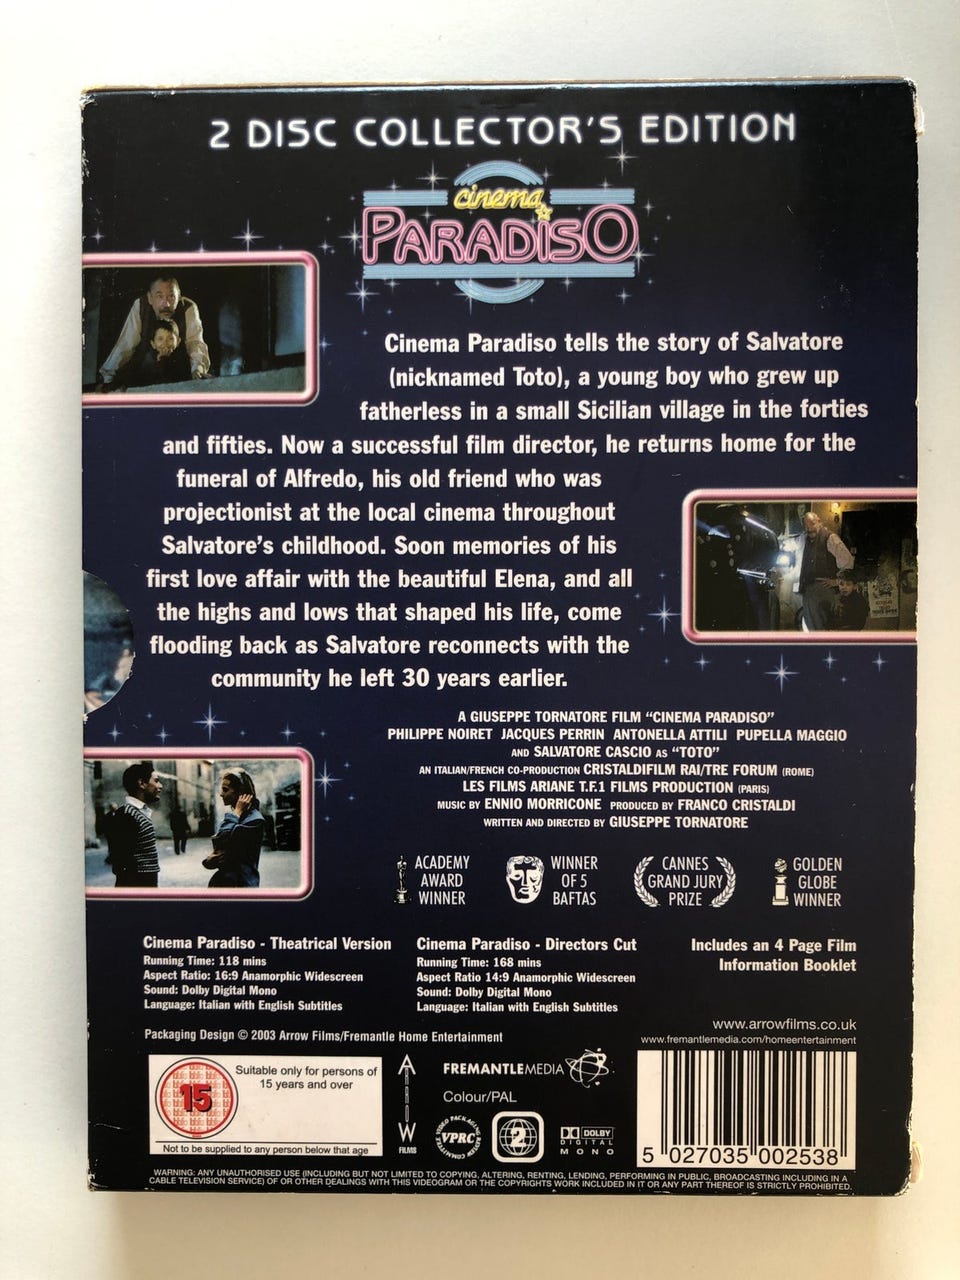 2 DISC COLLECTOR'S EDITION
cinema
PARADISO
Cinema Paradiso tells the story of Salvatore
(nicknamed Toto), a young boy who grew up
fatherless in a small Sicilian village in the forties
and fifties. Now a successful film director, he returns home for the
funeral of Alfredo, his old friend who was
projectionist at the local cinema throughout
Salvatore's childhood. Soon memories of his
first love affair with the beautiful Elena, and all
the highs and lows that shaped his life, come
flooding back as Salvatore reconnects with the
community he left 30 years earlier.
A GIUSEPPE TORNATORE FILM "CINEMA PARADISO"
PHILIPPE NOIRET JACQUES PERRIN ANTONELLA ATTILI PUPELLA MAGGIO
AND SALVATORE CASCIO AS "TOTO"
AN ITALIAN/FRENCH CO-PRODUCTION CRISTALDIFILM RAI/TRE FORUM (ROME)
LES FILMS ARIANE T.F.1 FILMS PRODUCTION (PARIS)
MUSIC BY ENNIO MORRICONE PRODUCED BY FRANCO CRISTALDI
WRITTEN AND DIRECTED BY GIUSEPPE TORNATORE
ACADEMY
AWARD
WINNER
WINNER
OF 5
BAFTAS
CANNES
GRAND JURY
PRIZE
GOLDEN
GLOBE
WINNER
Cinema Paradiso - Theatrical Version
Running Time: 118 mins
Aspect Ratio: 16:9 Anamorphic Widescreen
Sound: Dolby Digital Mono
Language: Italian with English Subtitles
Cinema Paradiso - Directors Cut
Running Time: 168 mins
Aspect Ratio 14:9 Anamorphic Widescreen
Sound: Dolby Digital Mono
Language: Italian with English Subtitles
Includes an 4 Page Film
Information Booklet
Packaging Design © 2003 Arrow Films/Fremantle Home Entertainment
www.arrowfilms.co.uk
www.fremantlemedia.com/homeentertainment
15
Suitable only for persons of
15 years and over
Not to be supplied to any person below that age
ARROW
FILMS
FREMANTLEMEDIA
Colour/PAL
VIDEO PACKAGING REVIEW COMMITTEE
VPRC
2
DOLBY
DIGITAL
MONO
5 027035 002538
WARNING: ANY UNAUTHORISED USE (INCLUDING BUT NOT LIMITED TO COPYING, ALTERING, RENTING, LENDING, PERFORMING IN PUBLIC, BROADCASTING INCLUDING IN A
CABLE TELEVISION SERVICE) OF OR OTHER DEALINGS WITH THIS VIDEOGRAM OR THE COPYRIGHTS WORK INCLUDED IN IT OR ANY PART THEREOF IS STRICTLY PROHIBITED.